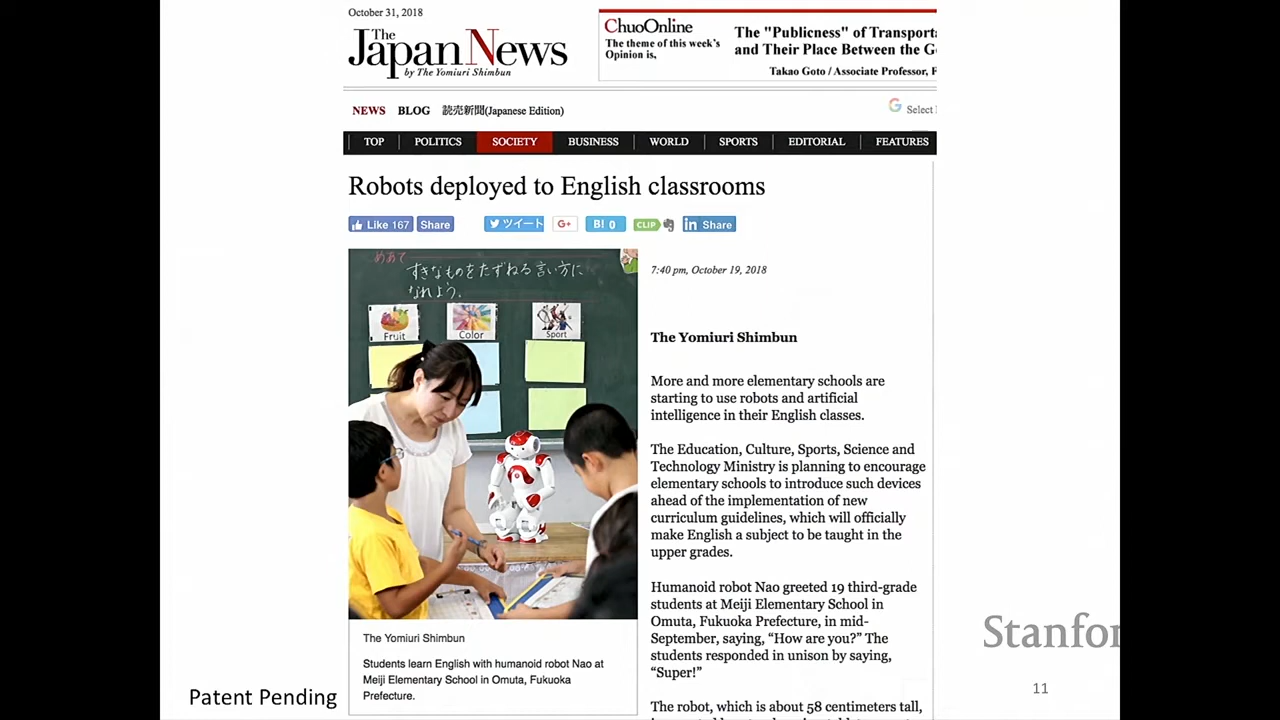 October 31, 2018
The
Japan News
by The Yomiuri Shimbun
ChuoOnline
The theme of this week's
Opinion is,
The "Publicness" of Transporta
and Their Place Between the G
Takao Goto / Associate Professor, F
NEWS BLOG 読売新聞(Japanese Edition)
G Select
TOP POLITICS SOCIETY BUSINESS WORLD SPORTS EDITORIAL FEATURES
Robots deployed to English classrooms
Like 167 Share ツイート G+ B! 0 CLIP in Share
めあて
すきなものをたずねる言い方に
なれよう。
Fruit Color Sport
The Yomiuri Shimbun
Students learn English with humanoid robot Nao at
Meiji Elementary School in Omuta, Fukuoka
Prefecture.
7:40 pm, October 19, 2018
The Yomiuri Shimbun
More and more elementary schools are
starting to use robots and artificial
intelligence in their English classes.
The Education, Culture, Sports, Science and
Technology Ministry is planning to encourage
elementary schools to introduce such devices
ahead of the implementation of new
curriculum guidelines, which will officially
make English a subject to be taught in the
upper grades.
Humanoid robot Nao greeted 19 third-grade
students at Meiji Elementary School in
Omuta, Fukuoka Prefecture, in mid-
September, saying, “How are you?” The
students responded in unison by saying,
“Super!”
The robot, which is about 58 centimeters tall,
Patent Pending
Stanfor
11